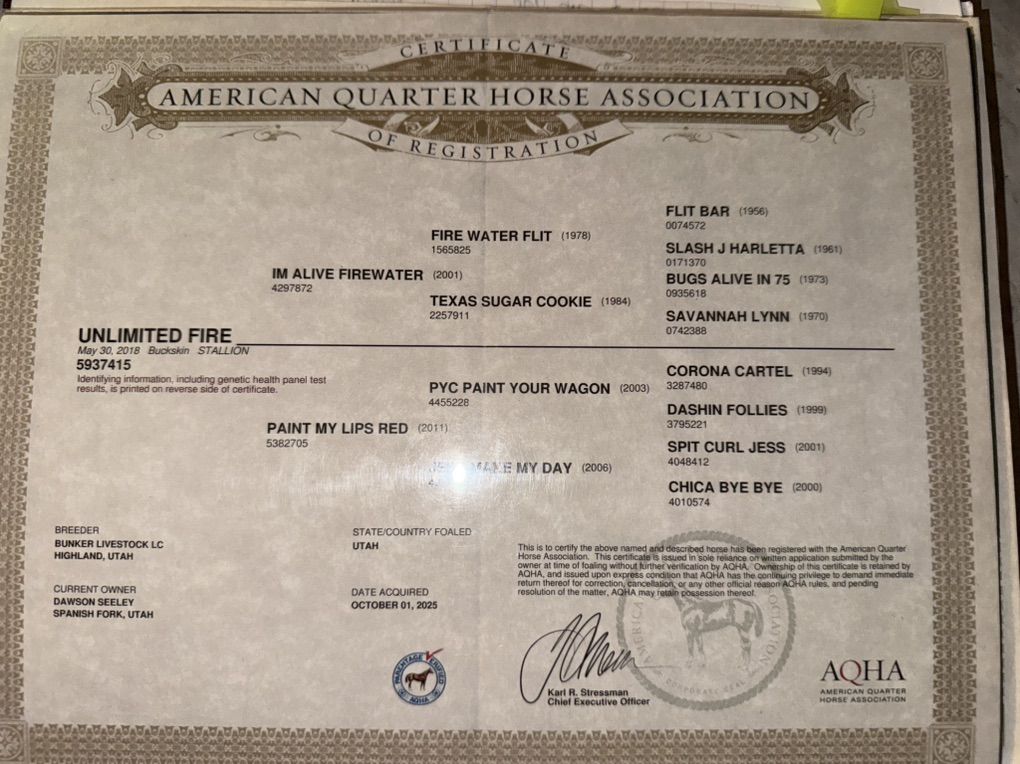 CERTIFICATE
AMERICAN QUARTER HORSE ASSOCIATION
OF REGISTRATION
FLIT BAR (1956)
0074572
FIRE WATER FLIT (1978)
1565825
SLASH J HARLETTA (1961)
0171370
IM ALIVE FIREWATER (2001)
4297872
BUGS ALIVE IN 75 (1973)
0935618
TEXAS SUGAR COOKIE (1984)
2257911
SAVANNAH LYNN (1970)
0742388
UNLIMITED FIRE
May 30, 2018 Buckskin STALLION
5937415
Identifying information, including genetic health panel test
results, is printed on reverse side of certificate.
CORONA CARTEL (1994)
3287480
PYC PAINT YOUR WAGON (2003)
4455228
DASHIN FOLLIES (1999)
3795221
PAINT MY LIPS RED (2011)
5382705
SPIT CURL JESS (2001)
4048412
MAKE MY DAY (2006)
CHICA BYE BYE (2000)
4010574
BREEDER
BUNKER LIVESTOCK LC
HIGHLAND, UTAH
STATE/COUNTRY FOALED
UTAH
CURRENT OWNER
DAWSON SEELEY
SPANISH FORK, UTAH
DATE ACQUIRED
OCTOBER 01, 2025
This is to certify the above named and described horse has been registered with the American Quarter
Horse Association. This certificate is issued in sole reliance on written application submitted by the
owner at time of foaling without further verification by AQHA. Ownership of this certificate is retained by
AQHA, and issued upon express condition that AQHA has the continuing privilege to demand immediate
return thereof for correction, cancellation, or any other official reason AQHA rules, and pending
resolution of the matter, AQHA may retain possession thereof.
PARENTAGE VERIFIED
AQHA
Karl R. Stressman
Chief Executive Officer
CORPORATE SEAL
AQHA
AMERICAN QUARTER
HORSE ASSOCIATION